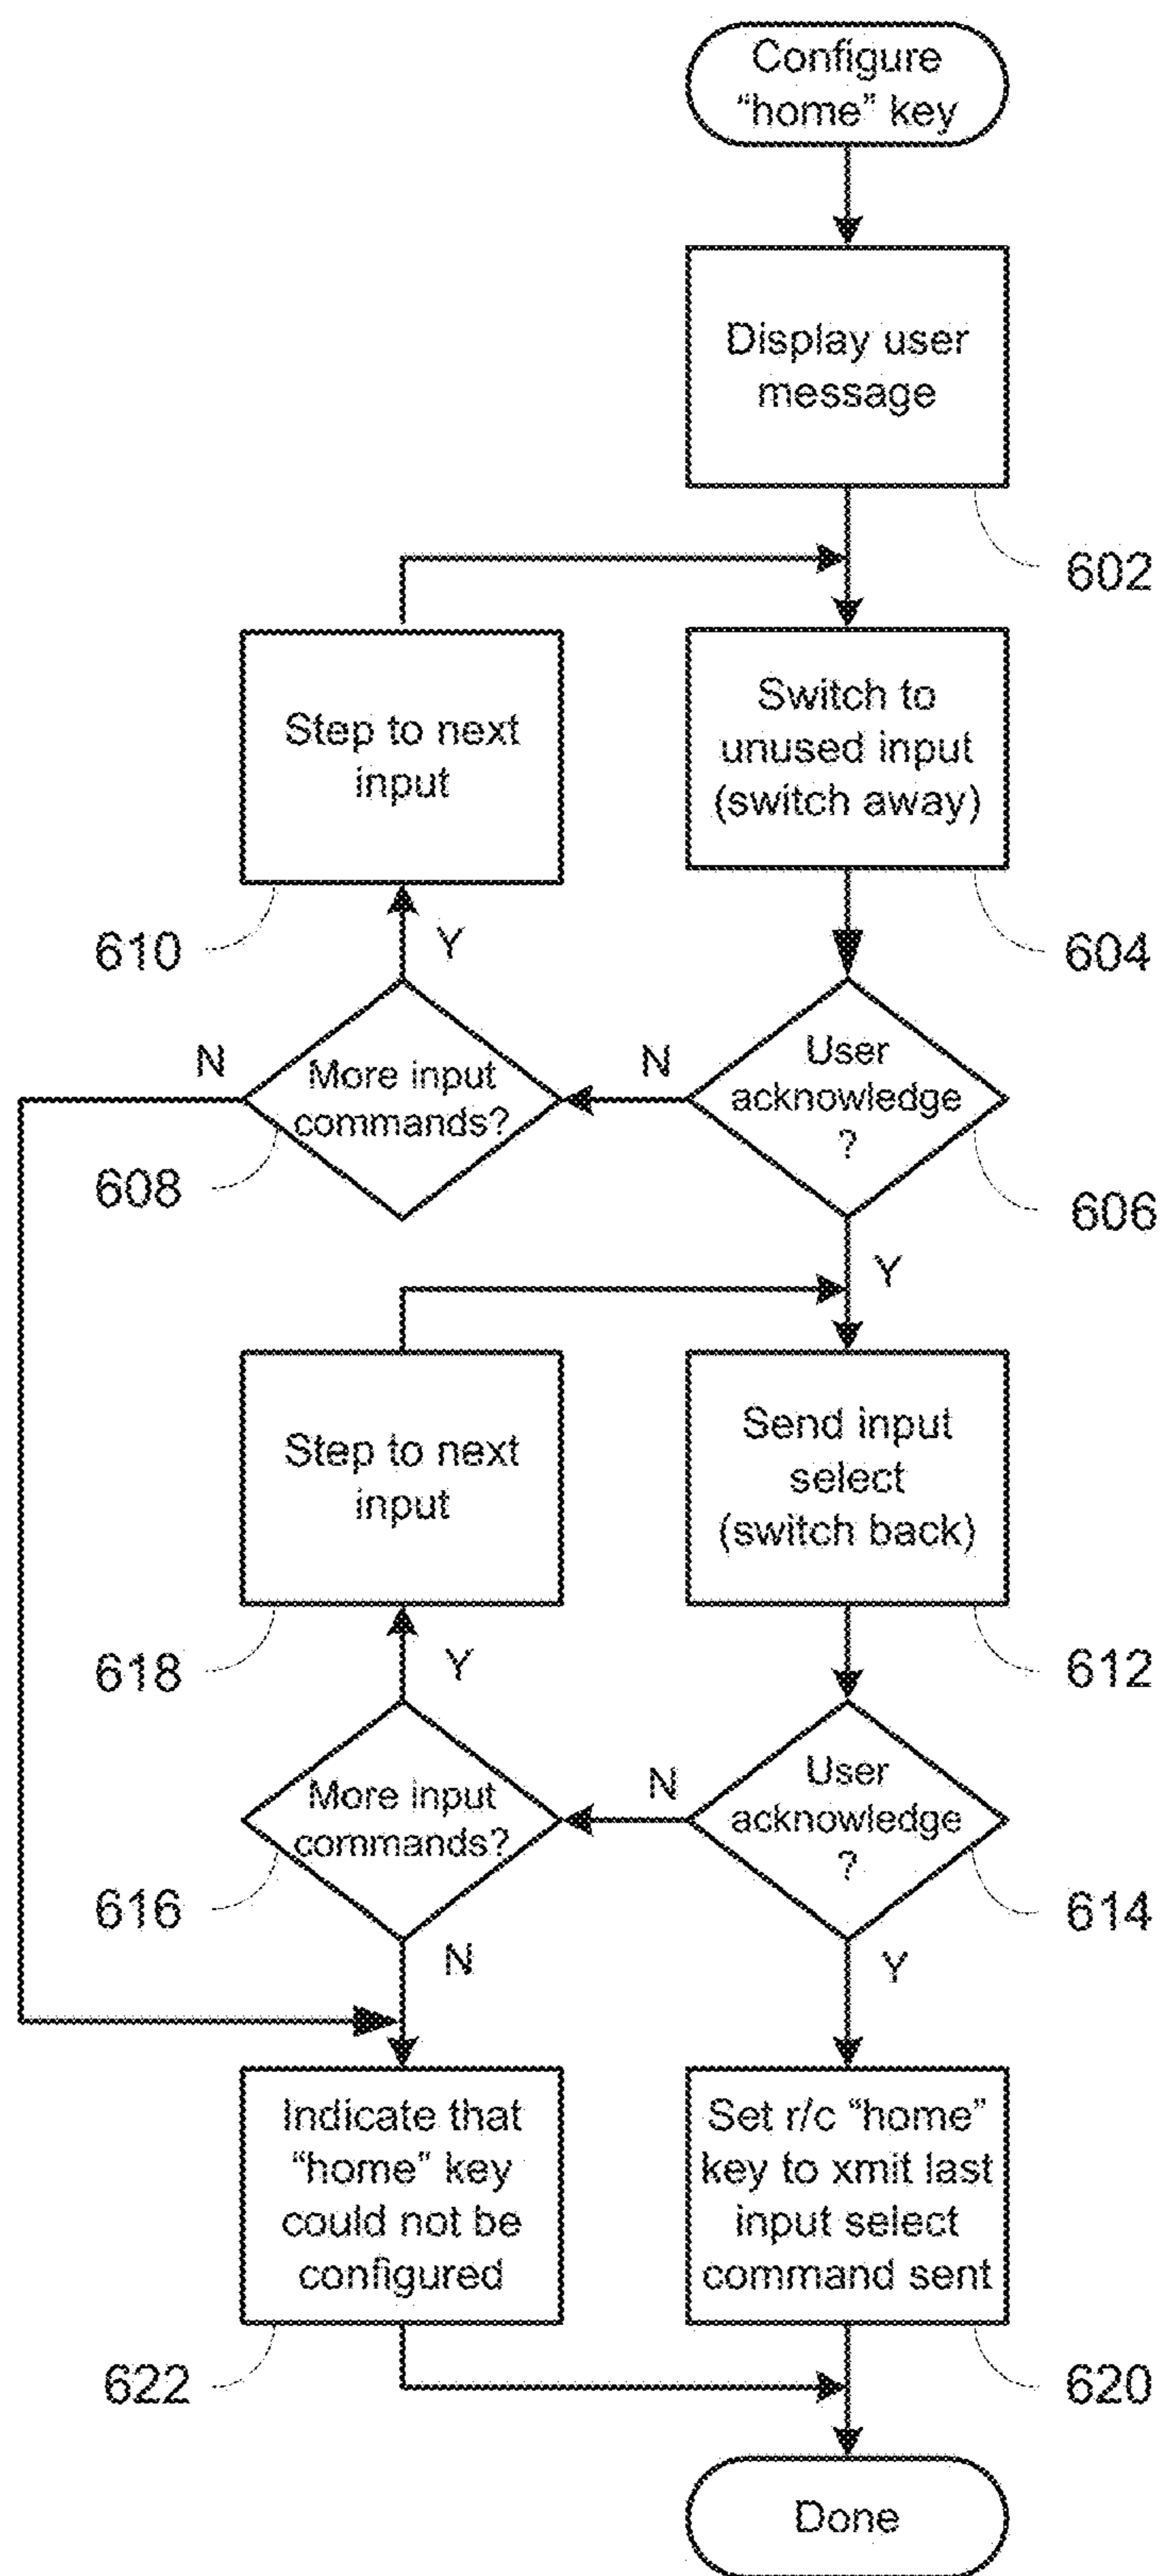 Configure
“home” key
Display user
message
602
Step to next
input
Switch to
unused input
(switch away)
610
Y
604
N
More input
commands?
N
User
acknowledge
?
608
606
Y
Step to next
input
Send input
select
(switch back)
618
Y
612
More input
commands?
N
User
acknowledge
?
616
614
N
Y
Indicate that
“home” key
could not be
configured
Set r/c “home”
key to xmit last
input select
command sent
622
620
Done